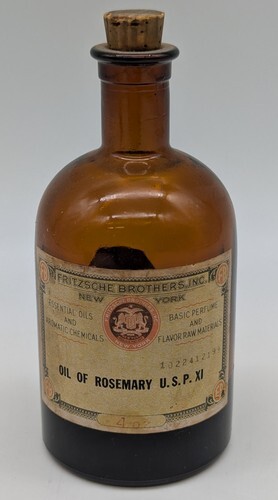 FRITZSCHE BROTHERS, INC.
NEW YORK
ESSENTIAL OILS
AND
AROMATIC CHEMICALS
BASIC PERFUME
AND
FLAVOR RAW MATERIALS
OIL OF ROSEMARY U.S.P. XI